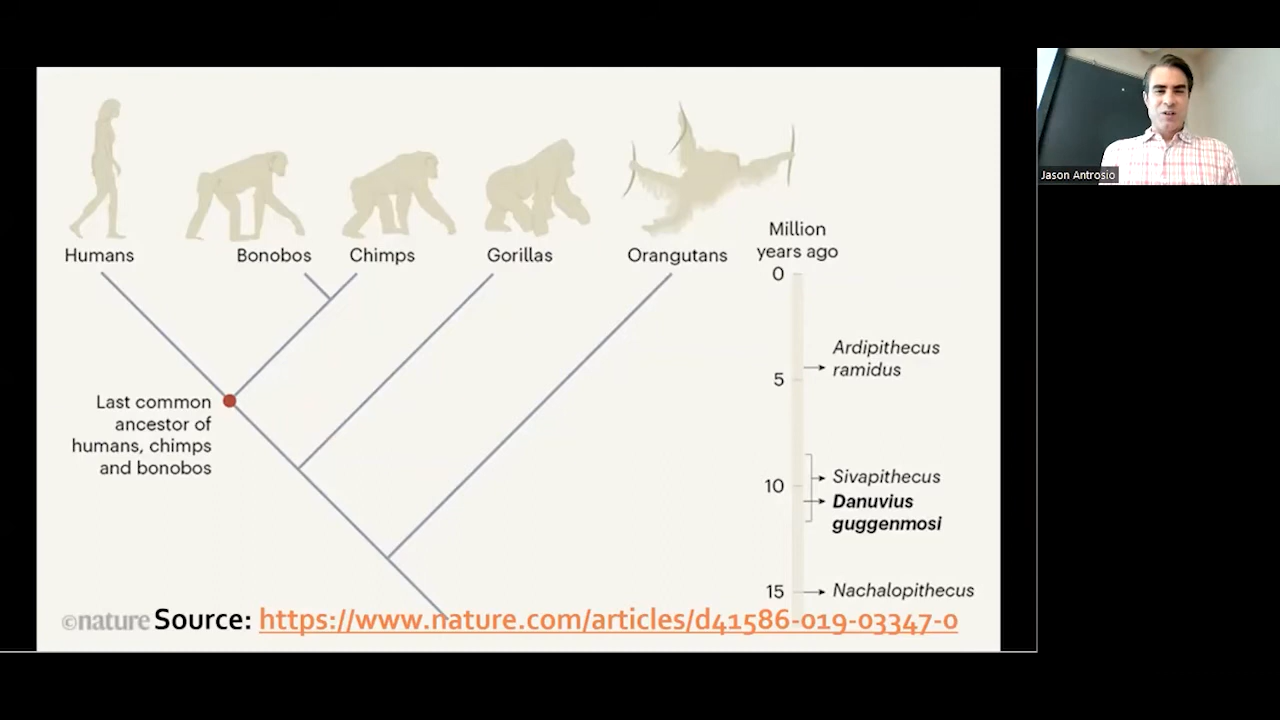 Humans
Bonobos
Chimps
Gorillas
Orangutans
Million
years ago
0
5
10
15
Ardipithecus
ramidus
Sivapithecus
Danuvius
guggenmosi
Nachalopithecus
Last common
ancestor of
humans, chimps
and bonobos
©nature Source: https://www.nature.com/articles/d41586-019-03347-0
Jason Antrosio